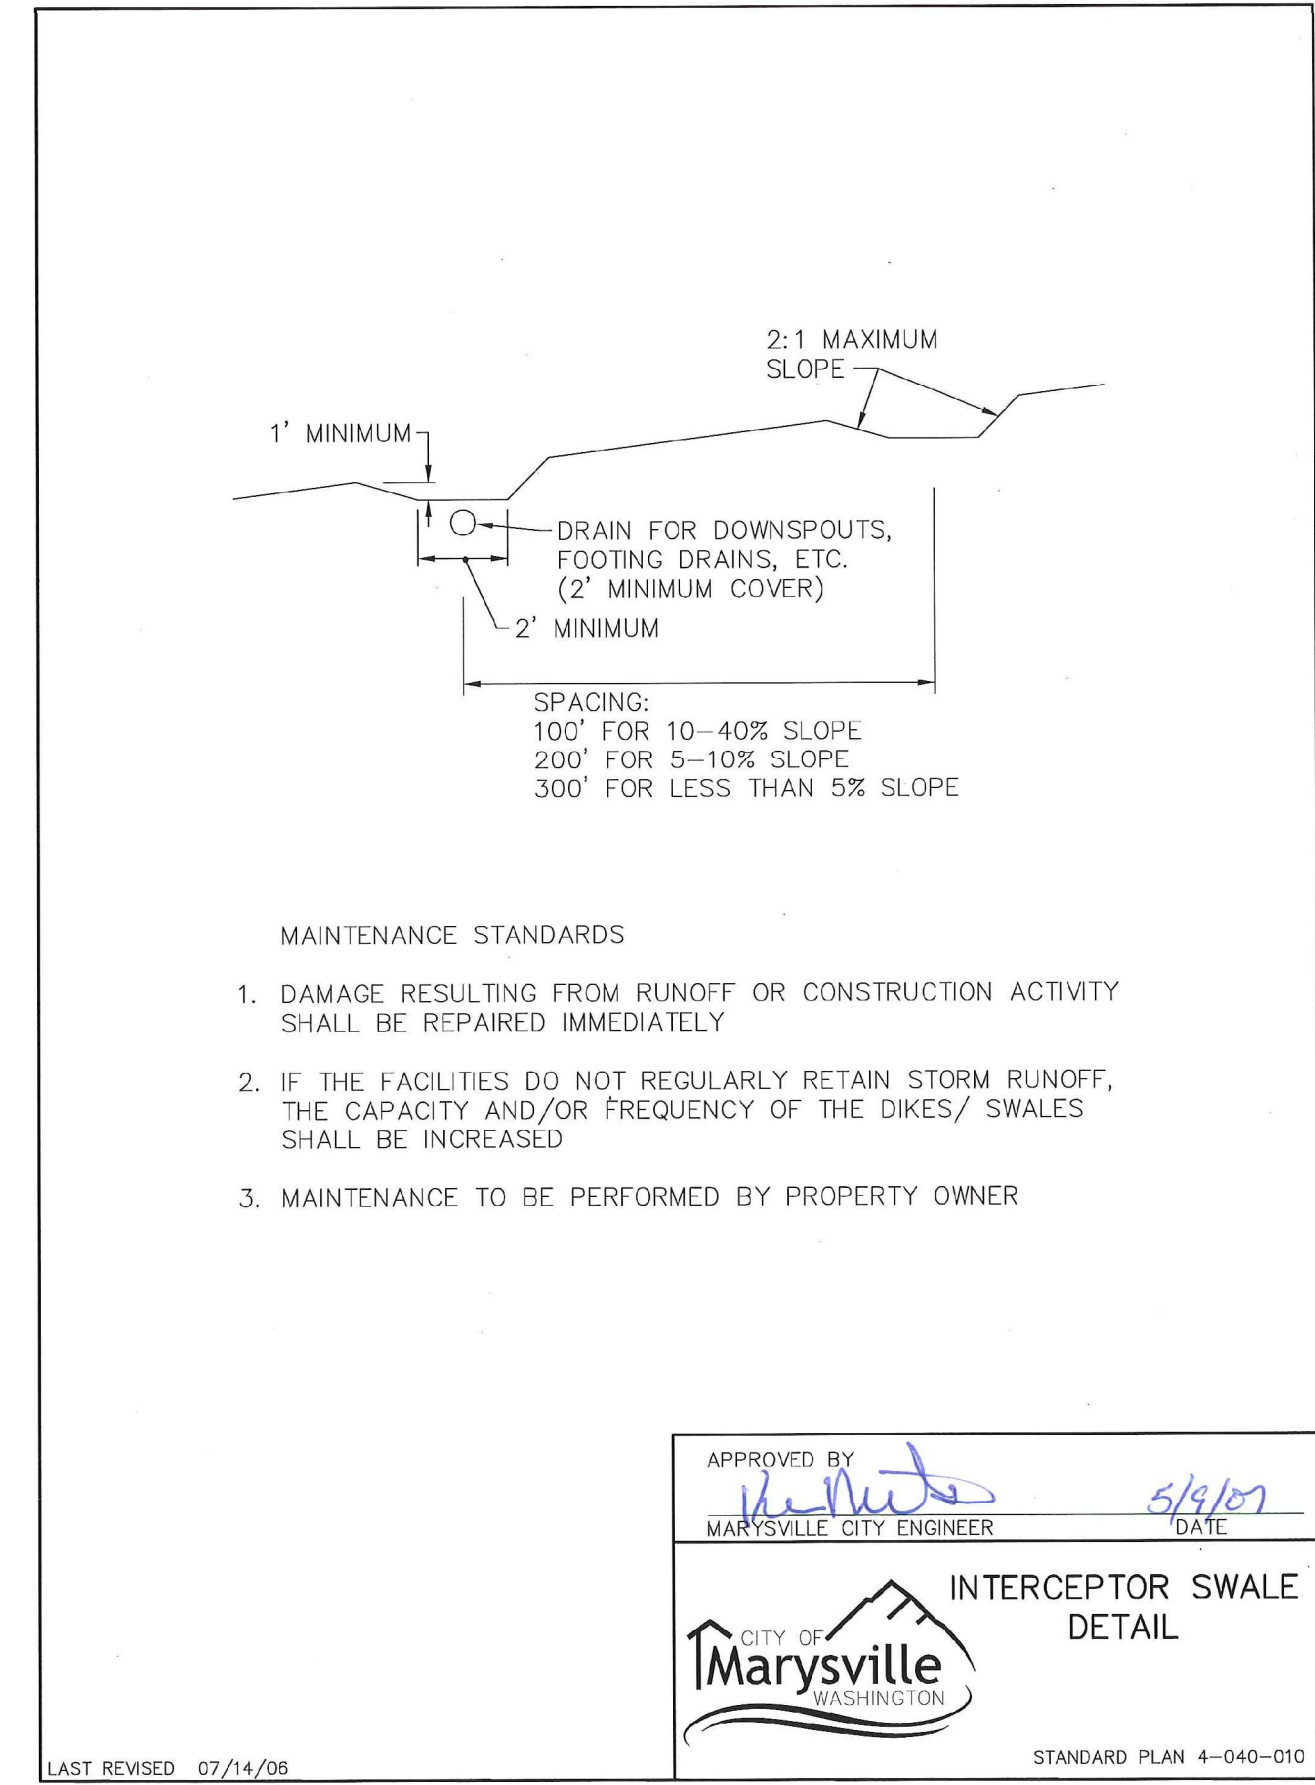 2:1 MAXIMUM
SLOPE
1' MINIMUM
DRAIN FOR DOWNSPOUTS,
FOOTING DRAINS, ETC.
(2' MINIMUM COVER)
2' MINIMUM
SPACING:
100' FOR 10-40% SLOPE
200' FOR 5-10% SLOPE
300' FOR LESS THAN 5% SLOPE
MAINTENANCE STANDARDS
1. DAMAGE RESULTING FROM RUNOFF OR CONSTRUCTION ACTIVITY
SHALL BE REPAIRED IMMEDIATELY
2. IF THE FACILITIES DO NOT REGULARLY RETAIN STORM RUNOFF,
THE CAPACITY AND/OR FREQUENCY OF THE DIKES/ SWALES
SHALL BE INCREASED
3. MAINTENANCE TO BE PERFORMED BY PROPERTY OWNER
APPROVED BY
5/9/07
MARYSVILLE CITY ENGINEER DATE
INTERCEPTOR SWALE
DETAIL
CITY OF
Marysville
WASHINGTON
STANDARD PLAN 4-040-010
LAST REVISED 07/14/06